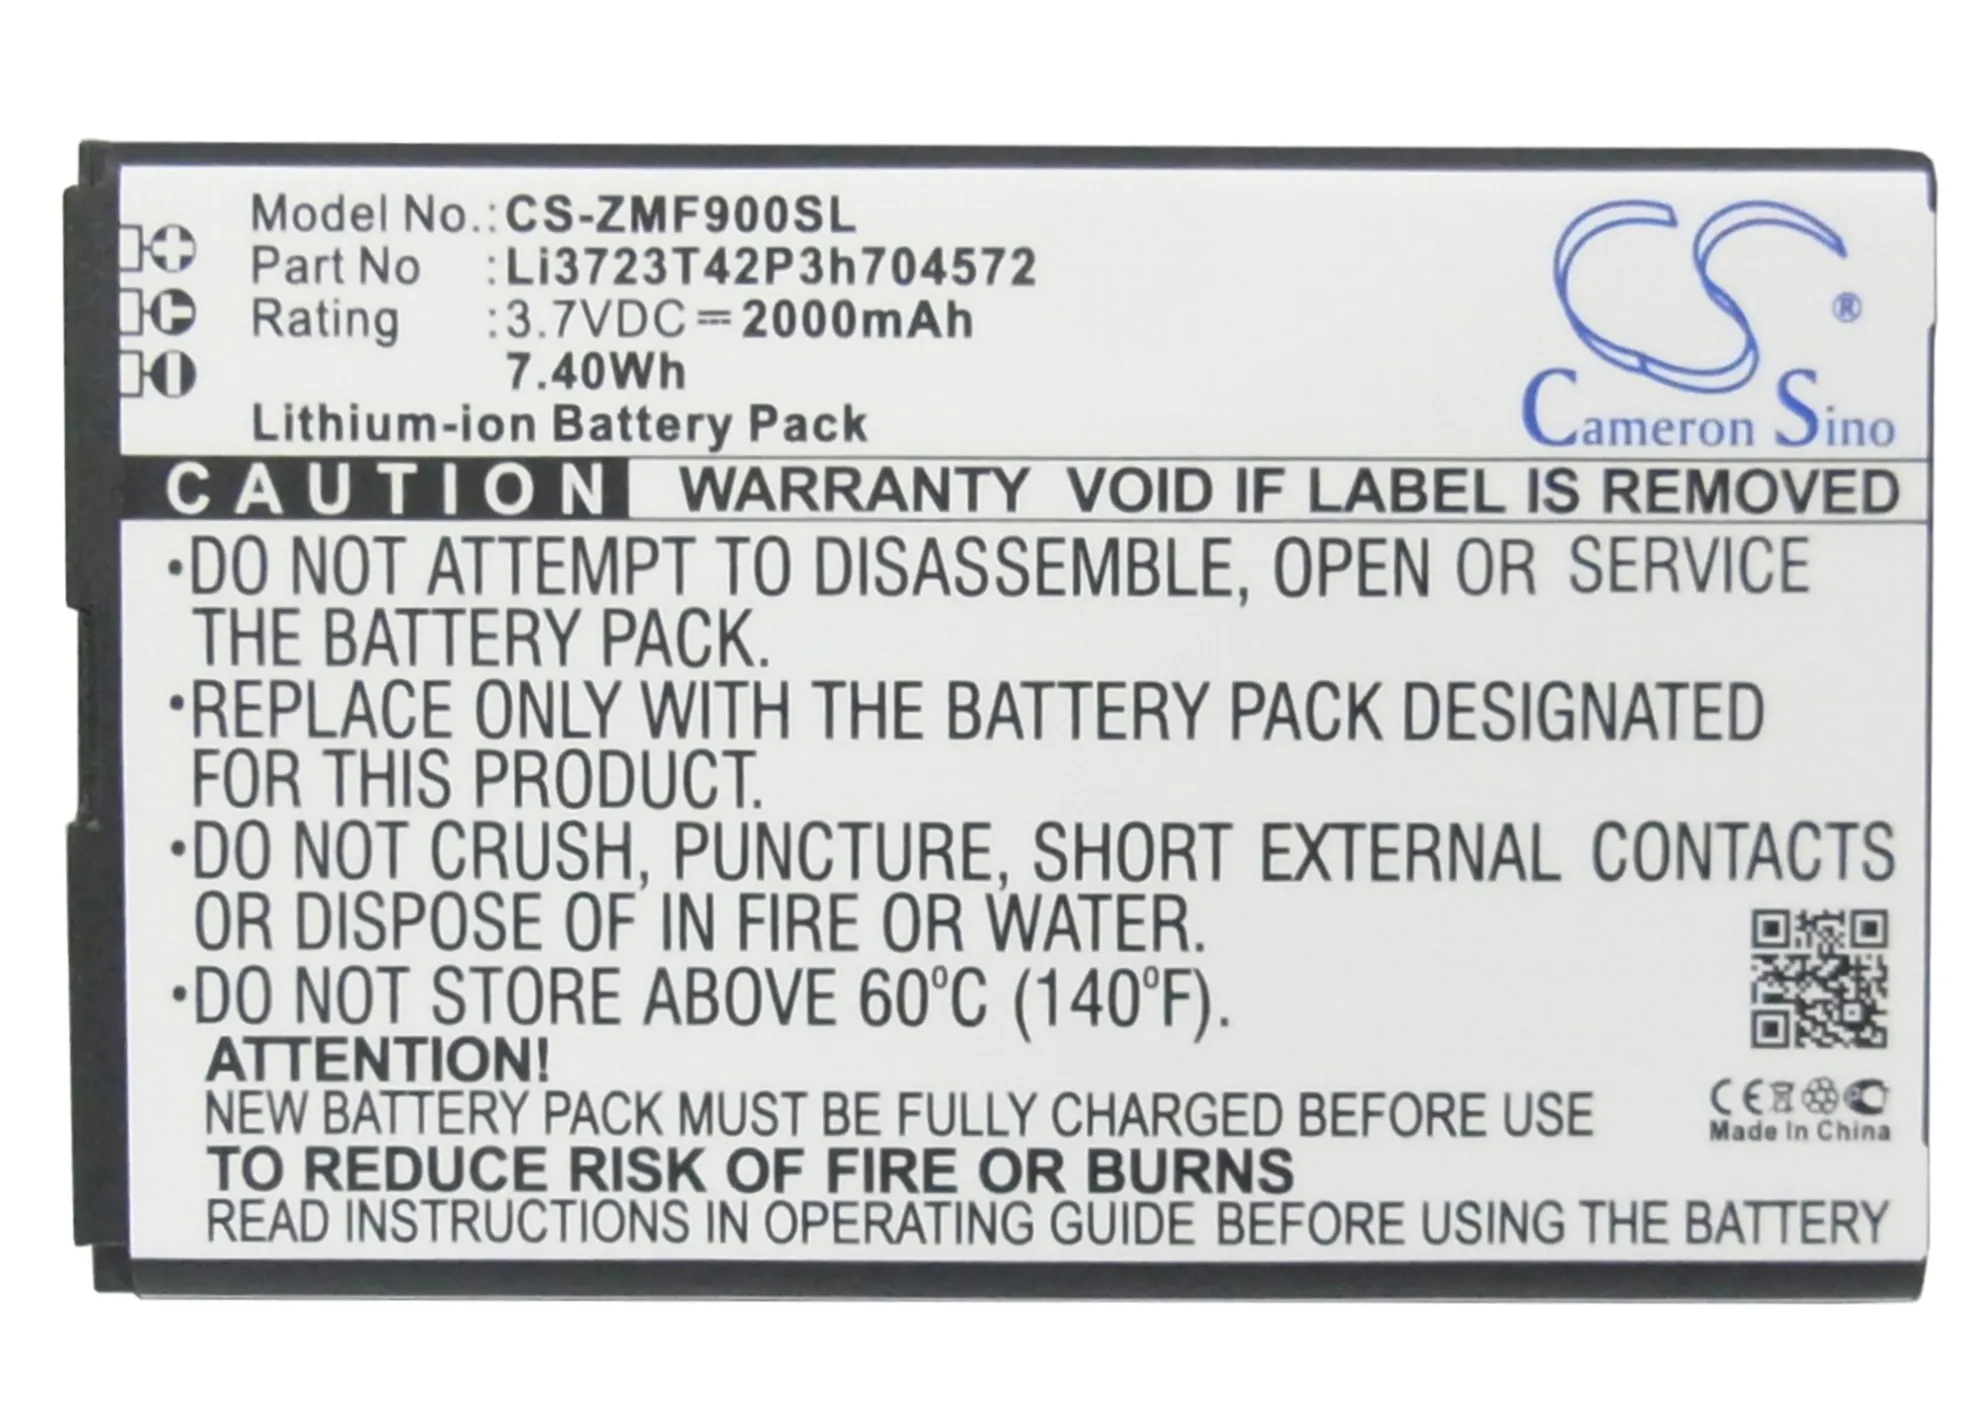 Model No.:CS-ZMF900SL
Part No :Li3723T42P3h704572
Rating :3.7VDC⎓2000mAh
7.40Wh
Lithium-ion Battery Pack
CS®
Cameron Sino
CAUTION WARRANTY VOID IF LABEL IS REMOVED
•DO NOT ATTEMPT TO DISASSEMBLE, OPEN OR SERVICE
THE BATTERY PACK.
•REPLACE ONLY WITH THE BATTERY PACK DESIGNATED
FOR THIS PRODUCT.
•DO NOT CRUSH, PUNCTURE, SHORT EXTERNAL CONTACTS
OR DISPOSE OF IN FIRE OR WATER.
•DO NOT STORE ABOVE 60°C (140°F).
ATTENTION!
NEW BATTERY PACK MUST BE FULLY CHARGED BEFORE USE
TO REDUCE RISK OF FIRE OR BURNS
READ INSTRUCTIONS IN OPERATING GUIDE BEFORE USING THE BATTERY
CE
Made In China